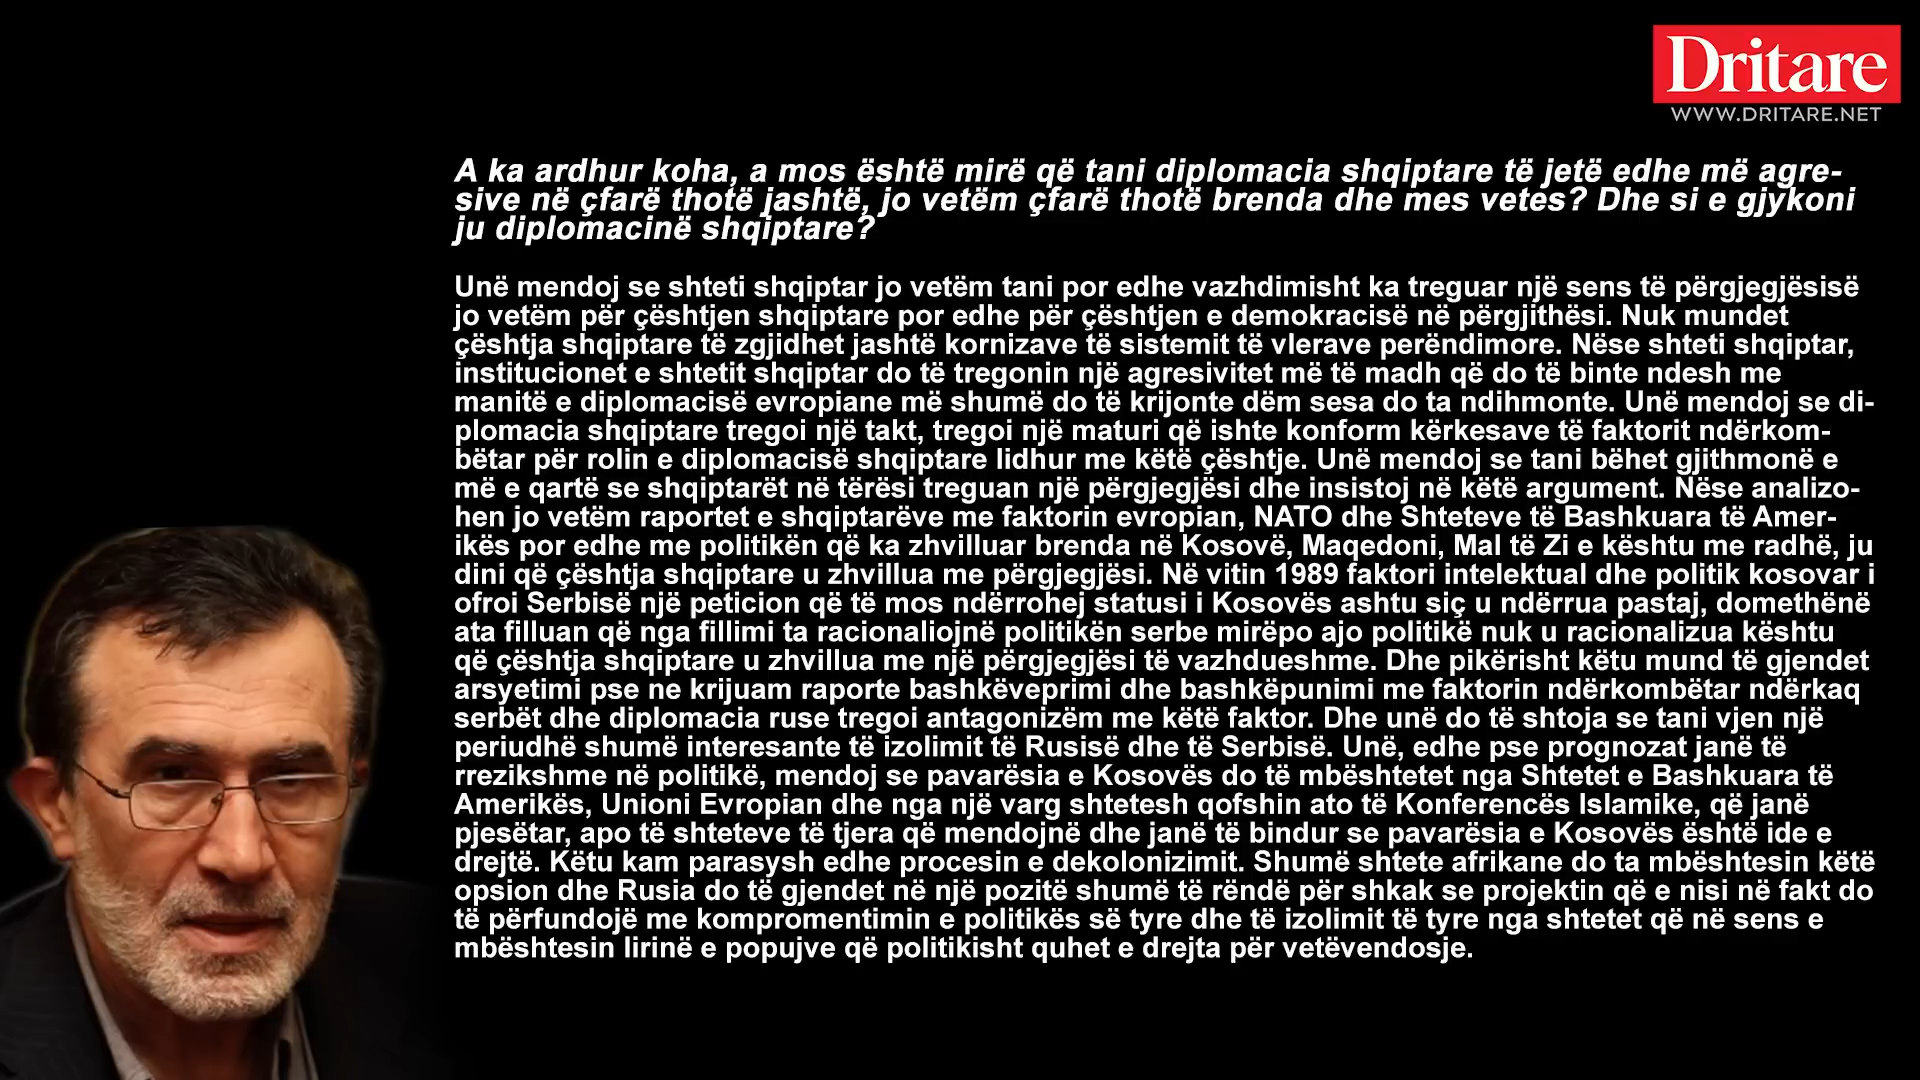 Dritare
WWW.DRITARE.NET
A ka ardhur koha, a mos është mirë që tani diplomacia shqiptare të jetë edhe më agre-
sive në çfarë thotë jashtë, jo vetëm çfarë thotë brenda dhe mes vetes? Dhe si e gjykoni
ju diplomacinë shqiptare?
Unë mendoj se shteti shqiptar jo vetëm tani por edhe vazhdimisht ka treguar një sens të përgjegjësisë
jo vetëm për çështjen shqiptare por edhe për çështjen e demokracisë në përgjithësi. Nuk mundet
çështja shqiptare të zgjidhet jashtë kornizave të sistemit të vlerave perëndimore. Nëse shteti shqiptar,
institucionet e shtetit shqiptar do të tregonin një agresivitet më të madh që do të binte ndesh me
manitë e diplomacisë evropiane më shumë do të krijonte dëm sesa do ta ndihmonte. Unë mendoj se di-
plomacia shqiptare tregoi një takt, tregoi një maturi që ishte konform kërkesave të faktorit ndërkom-
bëtar për rolin e diplomacisë shqiptare lidhur me këtë çështje. Unë mendoj se tani bëhet gjithmonë e
më e qartë se shqiptarët në tërësi treguan një përgjegjësi dhe insistoj në këtë argument. Nëse analizo-
hen jo vetëm raportet e shqiptarëve me faktorin evropian, NATO dhe Shteteve të Bashkuara të Amer-
ikës por edhe me politikën që ka zhvilluar brenda në Kosovë, Maqedoni, Mal të Zi e kështu me radhë, ju
dini që çështja shqiptare u zhvillua me përgjegjësi. Në vitin 1989 faktori intelektual dhe politik kosovar i
ofroi Serbisë një peticion që të mos ndërrohej statusi i Kosovës ashtu siç u ndërrua pastaj, domethënë
ata filluan që nga fillimi ta racionaliojnë politikën serbe mirëpo ajo politikë nuk u racionalizua kështu
që çështja shqiptare u zhvillua me një përgjegjësi të vazhdueshme. Dhe pikërisht këtu mund të gjendet
arsyetimi pse ne krijuam raporte bashkëveprimi dhe bashkëpunimi me faktorin ndërkombëtar ndërkaq
serbët dhe diplomacia ruse tregoi antagonizëm me këtë faktor. Dhe unë do të shtoja se tani vjen një
periudhë shumë interesante të izolimit të Rusisë dhe të Serbisë. Unë, edhe pse prognozat janë të
rrezikshme në politikë, mendoj se pavarësia e Kosovës do të mbështetet nga Shtetet e Bashkuara të
Amerikës, Unioni Evropian dhe nga një varg shtetesh qofshin ato të Konferencës Islamike, që janë
pjesëtar, apo të shteteve të tjera që mendojnë dhe janë të bindur se pavarësia e Kosovës është ide e
drejtë. Këtu kam parasysh edhe procesin e dekolonizimit. Shumë shtete afrikane do ta mbështesin këtë
opsion dhe Rusia do të gjendet në një pozitë shumë të rëndë për shkak se projektin që e nisi në fakt do
të përfundojë me kompromentimin e politikës së tyre dhe të izolimit të tyre nga shtetet që në sens e
mbështesin lirinë e popujve që politikisht quhet e drejta për vetëvendosje.